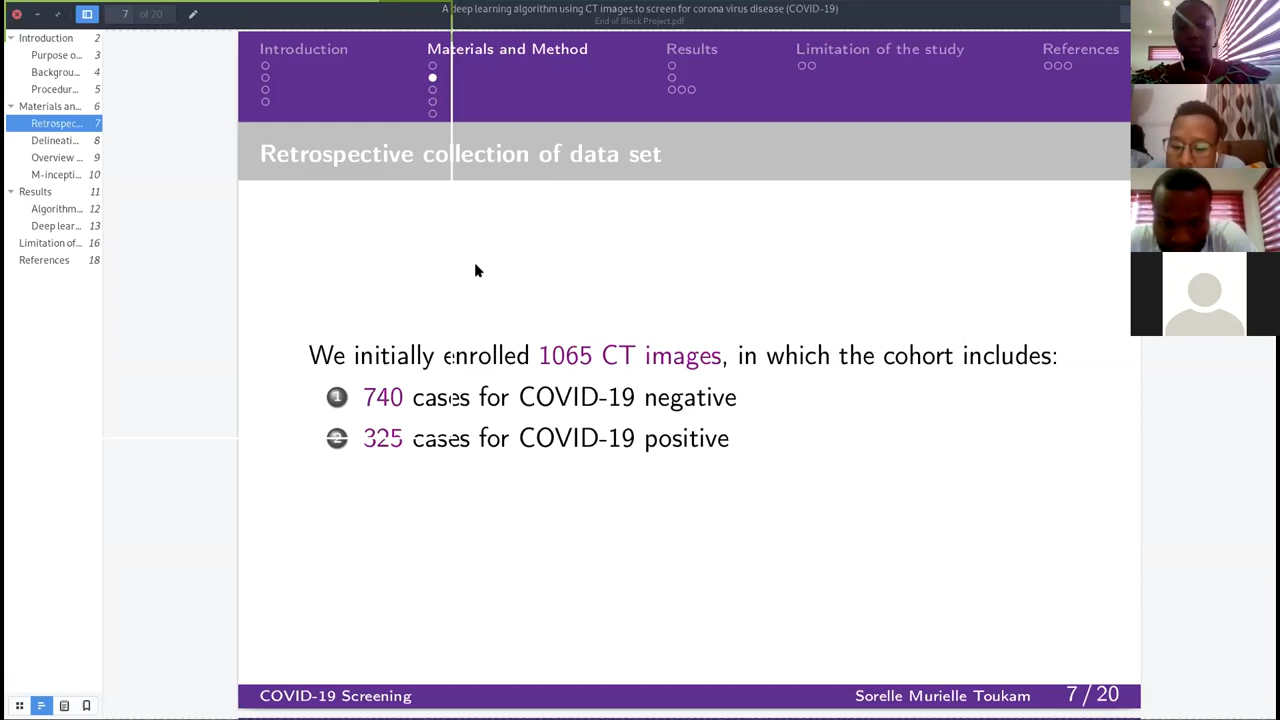 A deep learning algorithm using CT images to screen for corona virus disease (COVID-19)
End of Block Project.pdf
7 of 20
Introduction 2
Purpose o... 3
Backgrou... 4
Procedur... 5
Materials an... 6
Retrospec... 7
Delineati... 8
Overview ... 9
M-incepti... 10
Results 11
Algorithm... 12
Deep lear... 13
Limitation of... 16
References 18
Introduction Materials and Method Results Limitation of the study References
Retrospective collection of data set
We initially enrolled 1065 CT images, in which the cohort includes:
1 740 cases for COVID-19 negative
2 325 cases for COVID-19 positive
COVID-19 Screening Sorelle Murielle Toukam 7 / 20